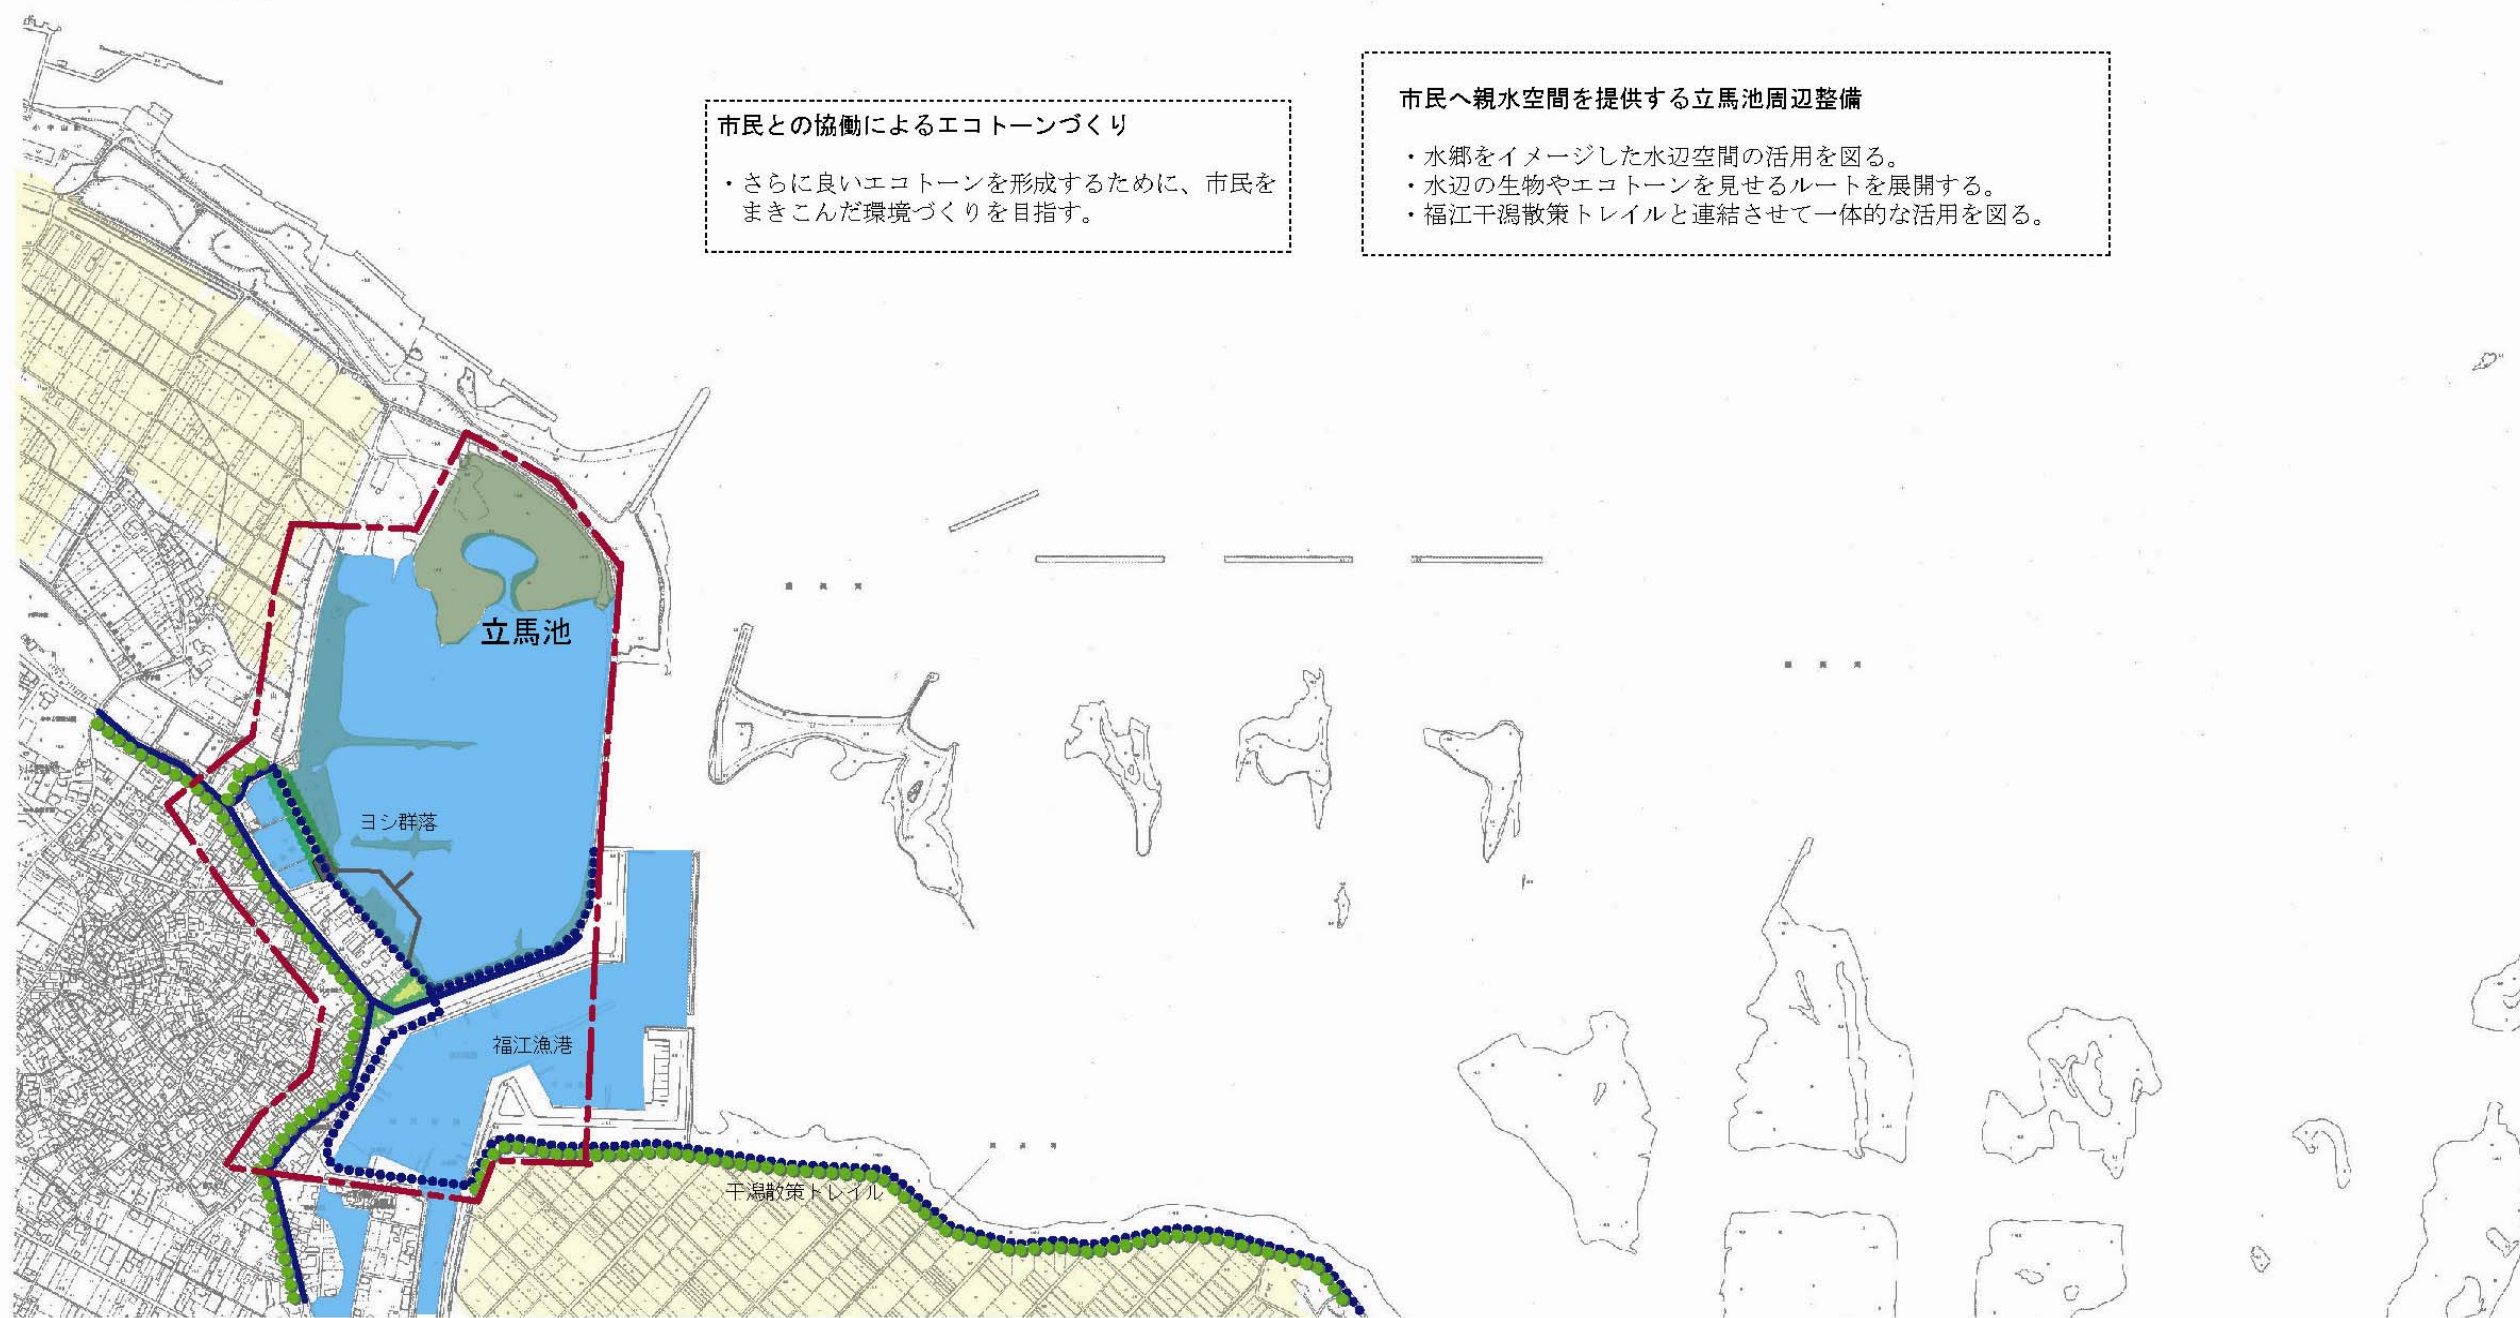 市民との協働によるエコトーンづくり
・さらに良いエコトーンを形成するために、市民を
まきこんだ環境づくりを目指す。
市民へ親水空間を提供する立馬池周辺整備
・水郷をイメージした水辺空間の活用を図る。
・水辺の生物やエコトーンを見せるルートを展開する。
・福江干潟散策トレイルと連結させて一体的な活用を図る。
立馬池
ヨシ群落
福江漁港
干潟散策トレイル